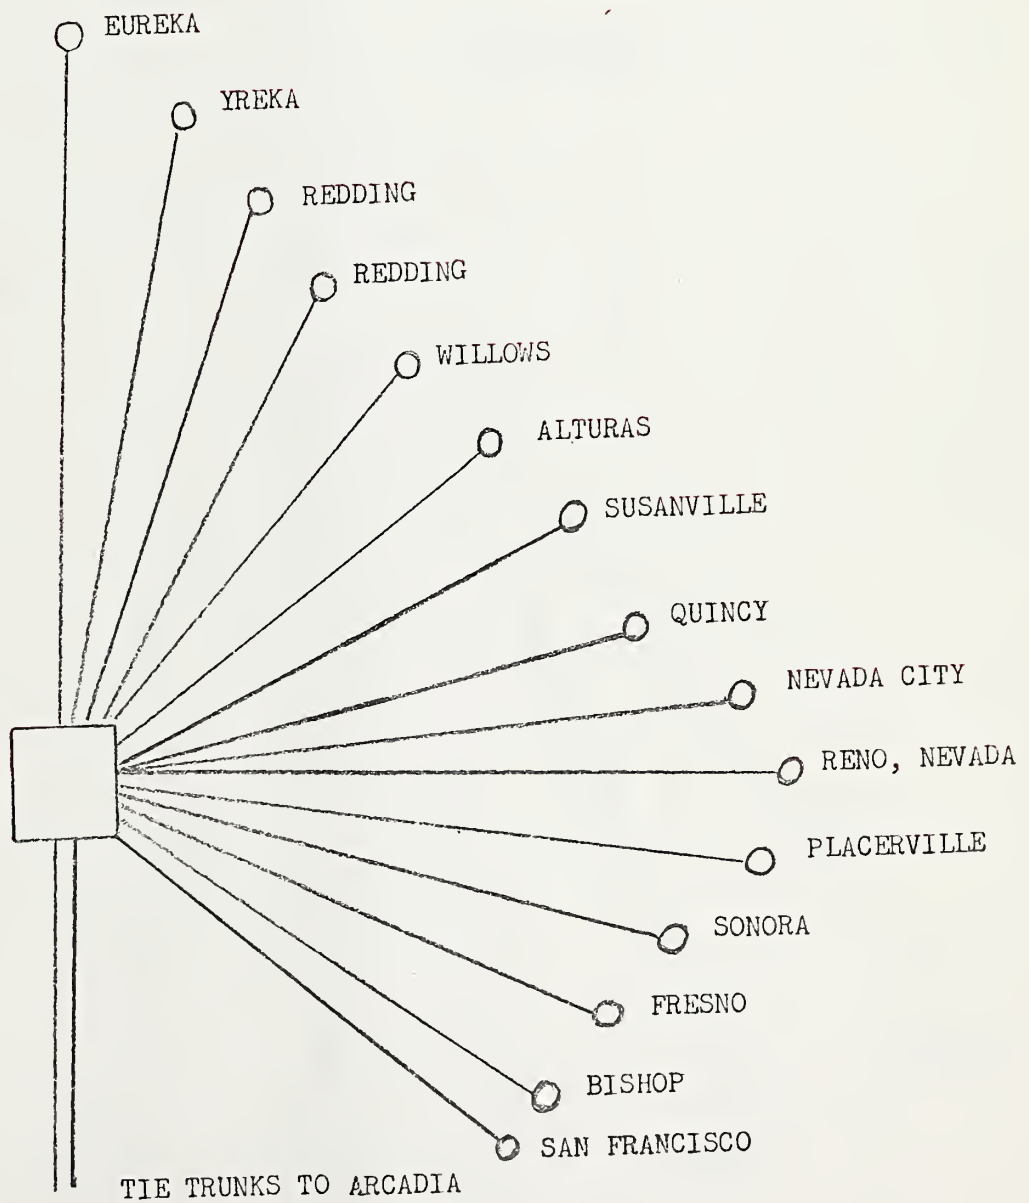 EUREKA
YREKA
REDDING
REDDING
WILLOWS
ALTURAS
SUSANVILLE
QUINCY
NEVADA CITY
RENO, NEVADA
PLACERVILLE
SONORA
FRESNO
BISHOP
SAN FRANCISCO
TIE TRUNKS TO ARCADIA